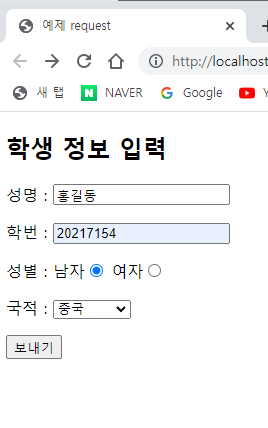 예제 request
http://localhost
새 탭 NAVER Google Y
학생 정보 입력
성명 : 홍길동
학번 : 20217154
성별 : 남자 여자
국적 : 중국
보내기